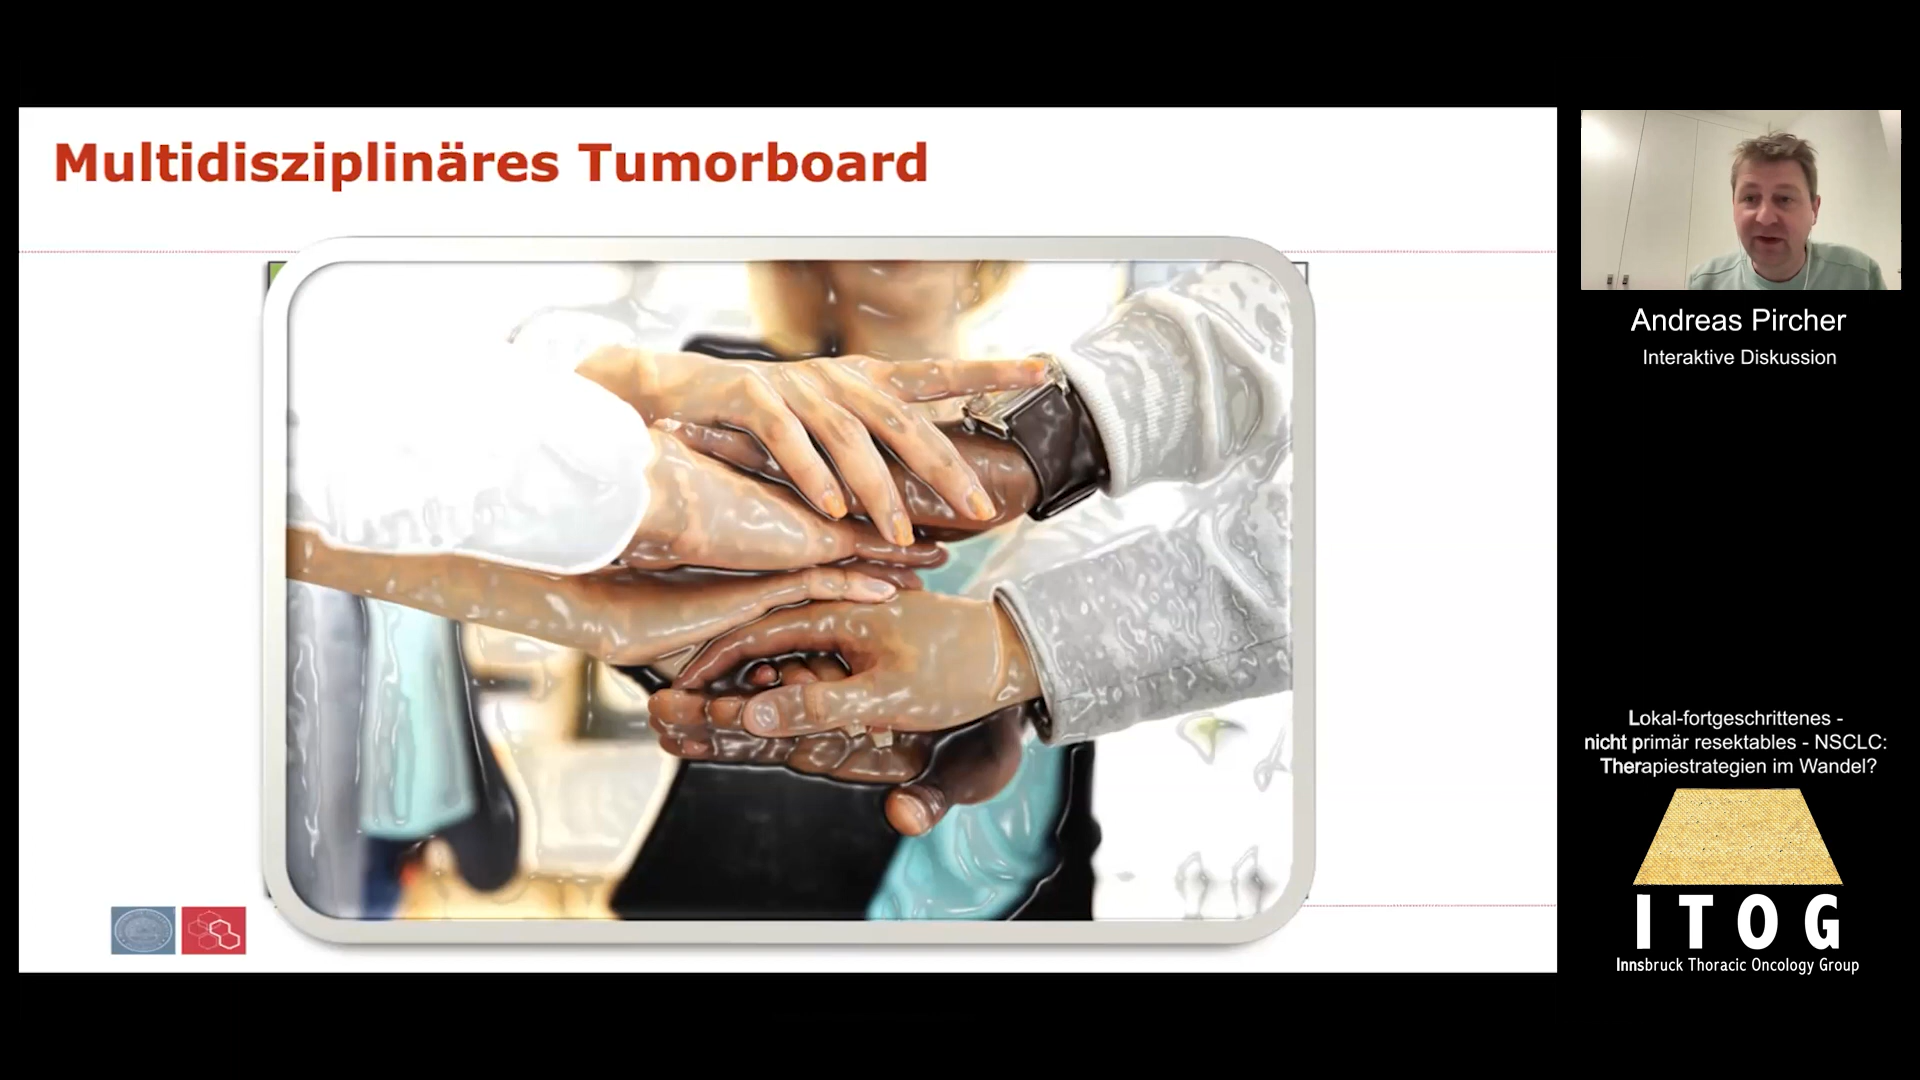 Multidisziplinäres Tumorboard
Andreas Pircher
Interaktive Diskussion
Lokal-fortgeschrittenes -
nicht primär resektables - NSCLC:
Therapiestrategien im Wandel?
ITOG
Innsbruck Thoracic Oncology Group